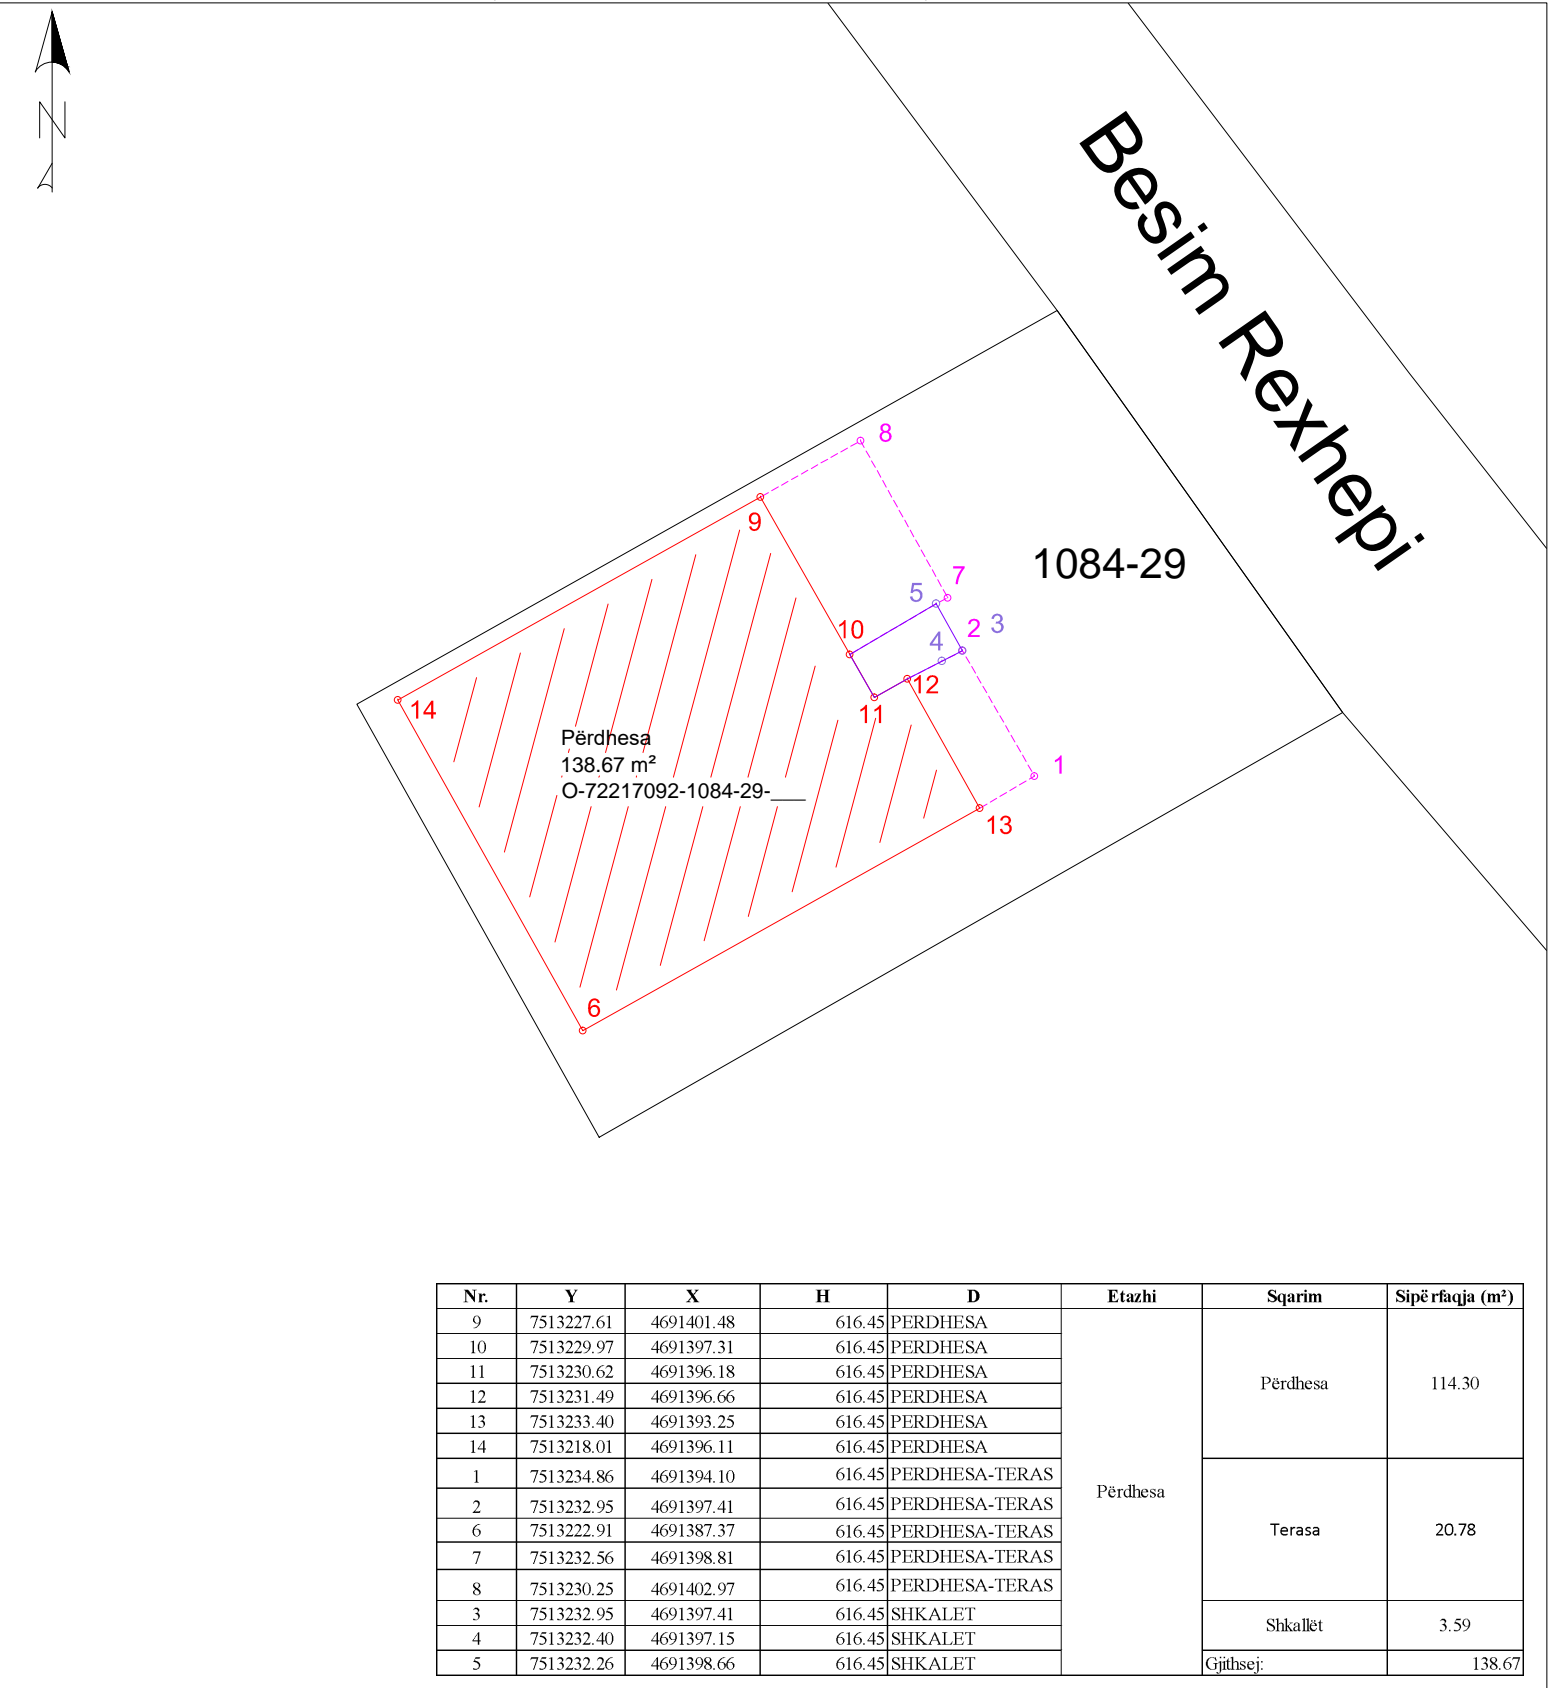 N
Besim Rexhepi
8
9
1084-29
7
5
10
2
3
4
12
11
14
Përdhesa
138.67 m²
O-72217092-1084-29-___
1
13
6
Nr. Y X H D Etazhi Sqarim Sipërfaqja (m²)
9 7513227.61 4691401.48 616.45 PERDHESA
10 7513229.97 4691397.31 616.45 PERDHESA
11 7513230.62 4691396.18 616.45 PERDHESA
Përdhesa 114.30
12 7513231.49 4691396.66 616.45 PERDHESA
13 7513233.40 4691393.25 616.45 PERDHESA
14 7513218.01 4691396.11 616.45 PERDHESA
1 7513234.86 4691394.10 616.45 PERDHESA-TERAS
Përdhesa
2 7513232.95 4691397.41 616.45 PERDHESA-TERAS
6 7513222.91 4691387.37 616.45 PERDHESA-TERAS Terasa 20.78
7 7513232.56 4691398.81 616.45 PERDHESA-TERAS
8 7513230.25 4691402.97 616.45 PERDHESA-TERAS
3 7513232.95 4691397.41 616.45 SHKALET
Shkallët 3.59
4 7513232.40 4691397.15 616.45 SHKALET
5 7513232.26 4691398.66 616.45 SHKALET Gjithsej: 138.67